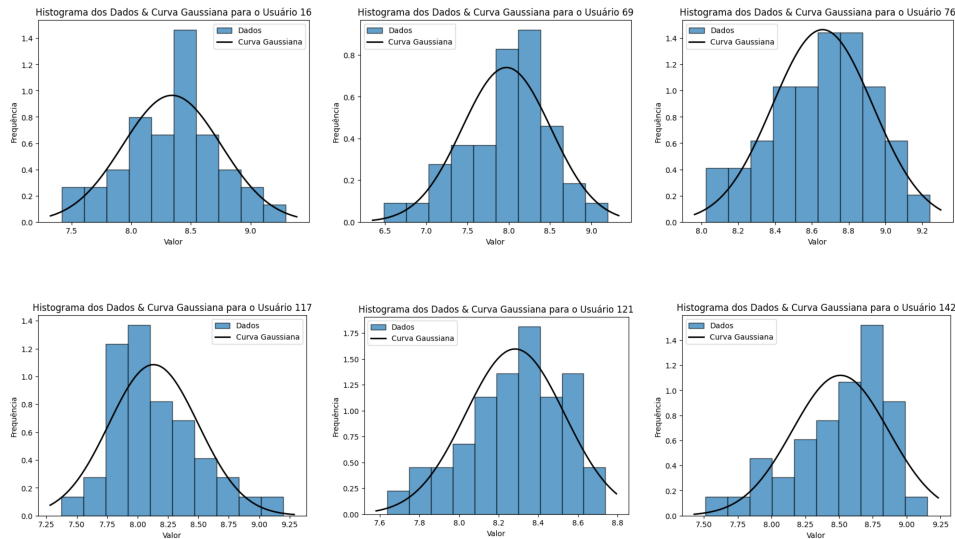 Histograma dos Dados & Curva Gaussiana para o Usuário 16
Dados
Curva Gaussiana
Frequência
1.4
1.2
1.0
0.8
0.6
0.4
0.2
0.0
7.5 8.0 8.5 9.0
Valor
Histograma dos Dados & Curva Gaussiana para o Usuário 69
Dados
Curva Gaussiana
Frequência
0.8
0.6
0.4
0.2
0.0
6.5 7.0 7.5 8.0 8.5 9.0
Valor
Histograma dos Dados & Curva Gaussiana para o Usuário 76
Dados
Curva Gaussiana
Frequência
1.4
1.2
1.0
0.8
0.6
0.4
0.2
0.0
8.0 8.2 8.4 8.6 8.8 9.0 9.2
Valor
Histograma dos Dados & Curva Gaussiana para o Usuário 117
Dados
Curva Gaussiana
Frequência
1.4
1.2
1.0
0.8
0.6
0.4
0.2
0.0
7.25 7.50 7.75 8.00 8.25 8.50 8.75 9.00 9.25
Valor
Histograma dos Dados & Curva Gaussiana para o Usuário 121
Dados
Curva Gaussiana
Frequência
1.75
1.50
1.25
1.00
0.75
0.50
0.25
0.00
7.6 7.8 8.0 8.2 8.4 8.6 8.8
Valor
Histograma dos Dados & Curva Gaussiana para o Usuário 142
Dados
Curva Gaussiana
Frequência
1.4
1.2
1.0
0.8
0.6
0.4
0.2
0.0
7.50 7.75 8.00 8.25 8.50 8.75 9.00 9.25
Valor